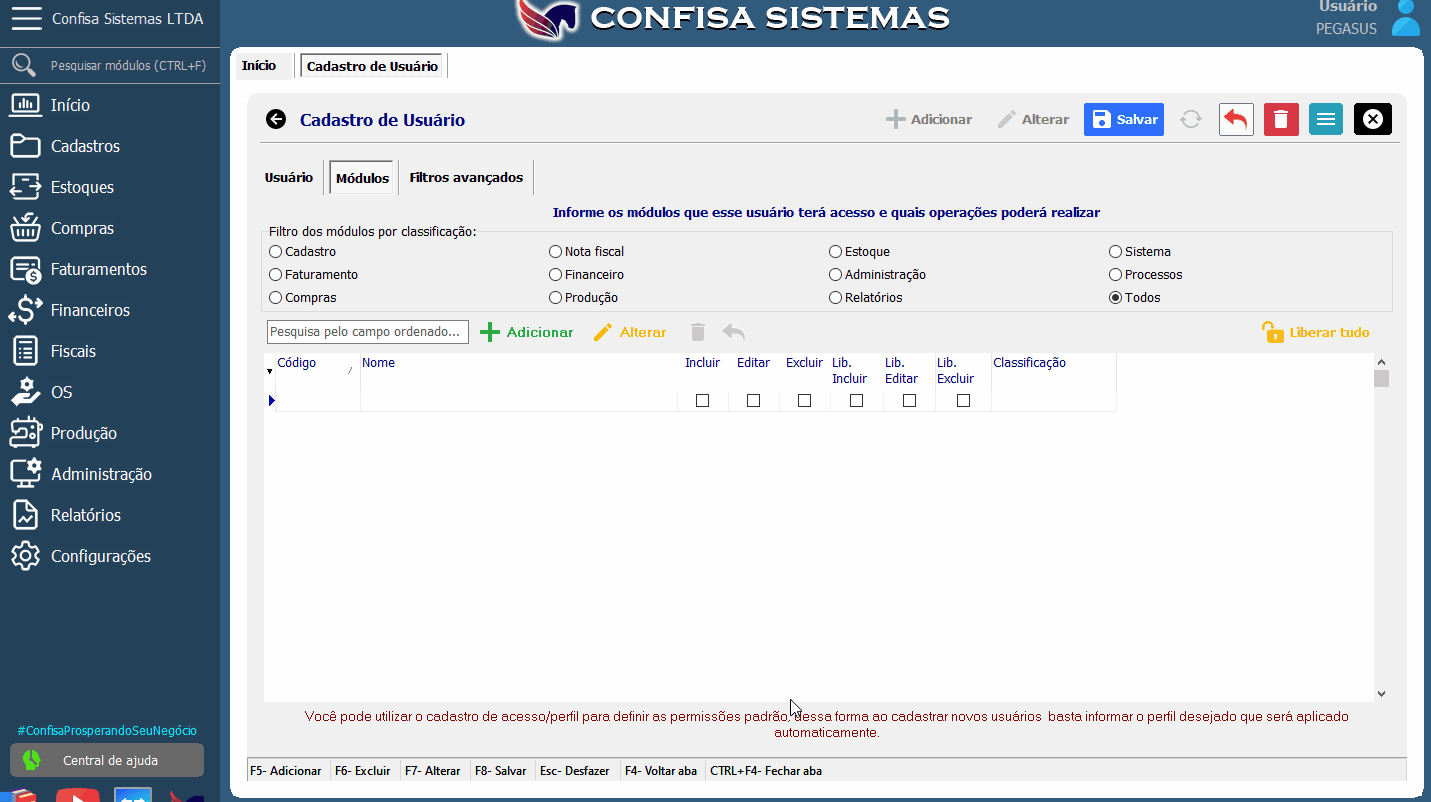 Confisa Sistemas LTDA
CONFISA SISTEMAS
Usuário
PEGASUS
Pesquisar módulos (CTRL+F)
Início
Cadastros
Estoques
Compras
Faturamentos
Financeiros
Fiscais
OS
Produção
Administração
Relatórios
Configurações
#ConfisaProsperandoSeuNegócio
Central de ajuda
Início
Cadastro de Usuário
Cadastro de Usuário
Adicionar
Alterar
Salvar
Usuário
Módulos
Filtros avançados
Informe os módulos que esse usuário terá acesso e quais operações poderá realizar
Filtro dos módulos por classificação:
Cadastro
Nota fiscal
Estoque
Sistema
Faturamento
Financeiro
Administração
Processos
Compras
Produção
Relatórios
Todos
Pesquisa pelo campo ordenado...
Adicionar
Alterar
Liberar tudo
Código
Nome
Incluir
Editar
Excluir
Lib. Incluir
Lib. Editar
Lib. Excluir
Classificação
Você pode utilizar o cadastro de acesso/perfil para definir as permissões padrão, dessa forma ao cadastrar novos usuários basta informar o perfil desejado que será aplicado
automaticamente.
F5- Adicionar
F6- Excluir
F7- Alterar
F8- Salvar
Esc- Desfazer
F4- Voltar aba
CTRL+F4- Fechar aba